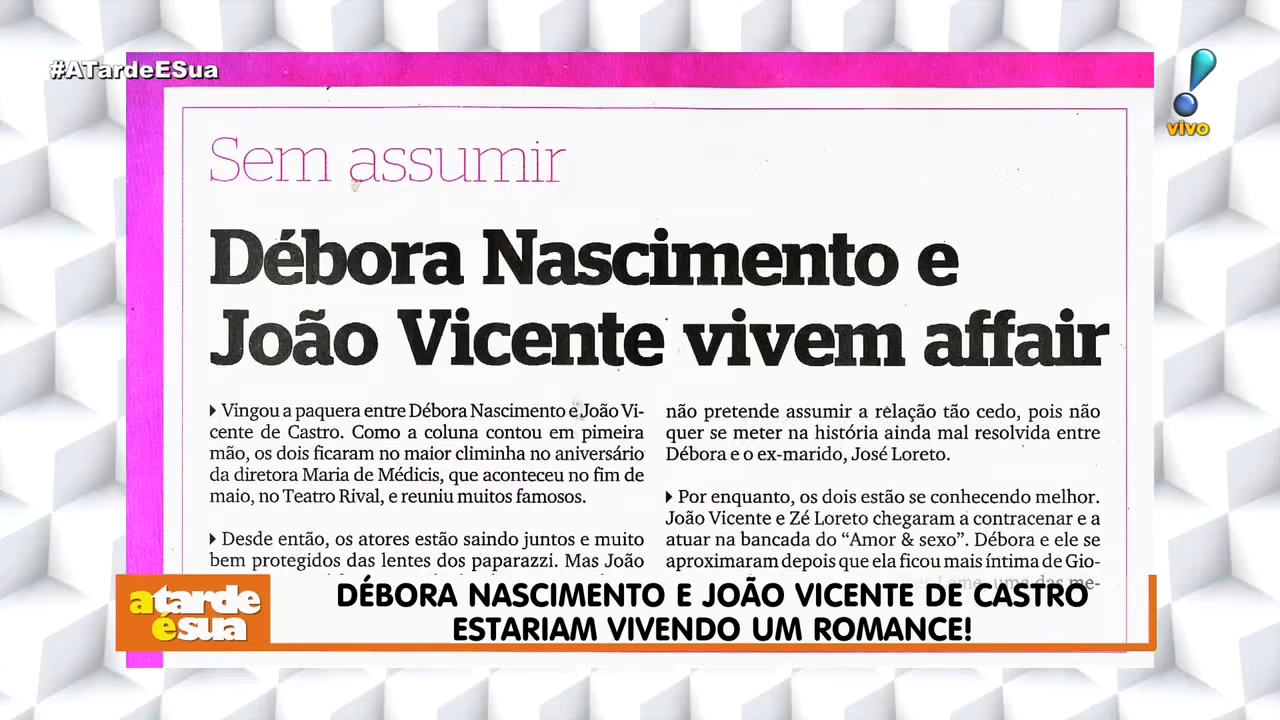 #ATardeESua
vivo
Sem assumir
Débora Nascimento e
João Vicente vivem affair
Vingou a paquera entre Débora Nascimento e João Vi-
cente de Castro. Como a coluna contou em pimeira
mão, os dois ficaram no maior climinha no aniversário
da diretora Maria de Médicis, que aconteceu no fim de
maio, no Teatro Rival, e reuniu muitos famosos.
Desde então, os atores estão saindo juntos e muito
bem protegidos das lentes dos paparazzi. Mas João
não pretende assumir a relação tão cedo, pois não
quer se meter na história ainda mal resolvida entre
Débora e o ex-marido, José Loreto.
Por enquanto, os dois estão se conhecendo melhor.
João Vicente e Zé Loreto chegaram a contracenar e a
atuar na bancada do “Amor & sexo”. Débora e ele se
aproximaram depois que ela ficou mais íntima de Gio-
uma das me-
a tarde
é sua
DÉBORA NASCIMENTO E JOÃO VICENTE DE CASTRO
ESTARIAM VIVENDO UM ROMANCE!